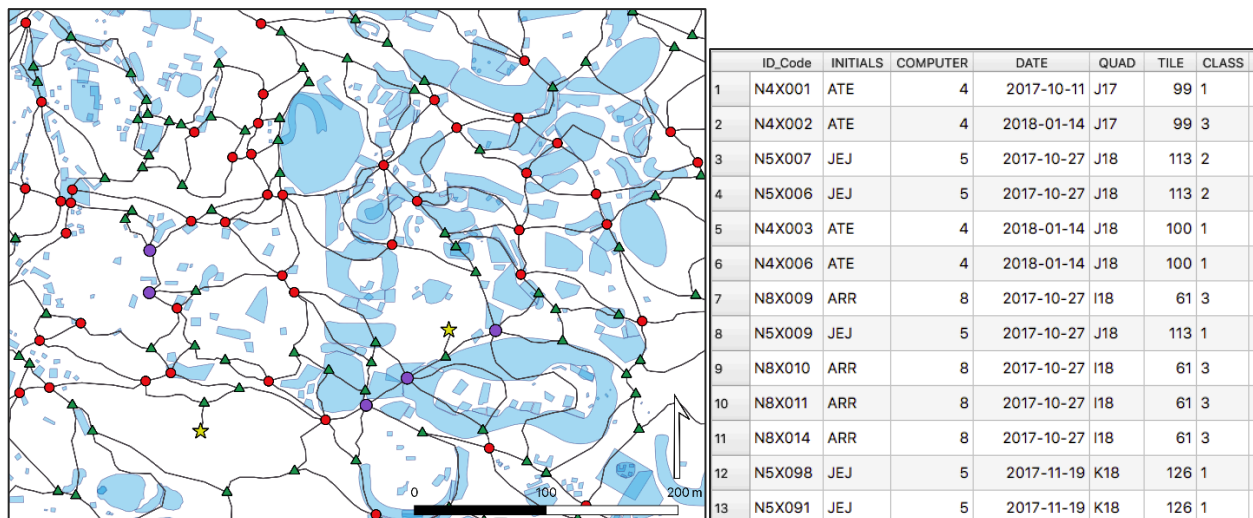 0 100 200 m
ID_Code INITIALS COMPUTER DATE QUAD TILE CLASS
1 N4X001 ATE 4 2017-10-11 J17 99 1
2 N4X002 ATE 4 2018-01-14 J17 99 3
3 N5X007 JEJ 5 2017-10-27 J18 113 2
4 N5X006 JEJ 5 2017-10-27 J18 113 2
5 N4X003 ATE 4 2018-01-14 J18 100 1
6 N4X006 ATE 4 2018-01-14 J18 100 1
7 N8X009 ARR 8 2017-10-27 I18 61 3
8 N5X009 JEJ 5 2017-10-27 J18 113 1
9 N8X010 ARR 8 2017-10-27 I18 61 3
10 N8X011 ARR 8 2017-10-27 I18 61 3
11 N8X014 ARR 8 2017-10-27 I18 61 3
12 N5X098 JEJ 5 2017-11-19 K18 126 1
13 N5X091 JEJ 5 2017-11-19 K18 126 1